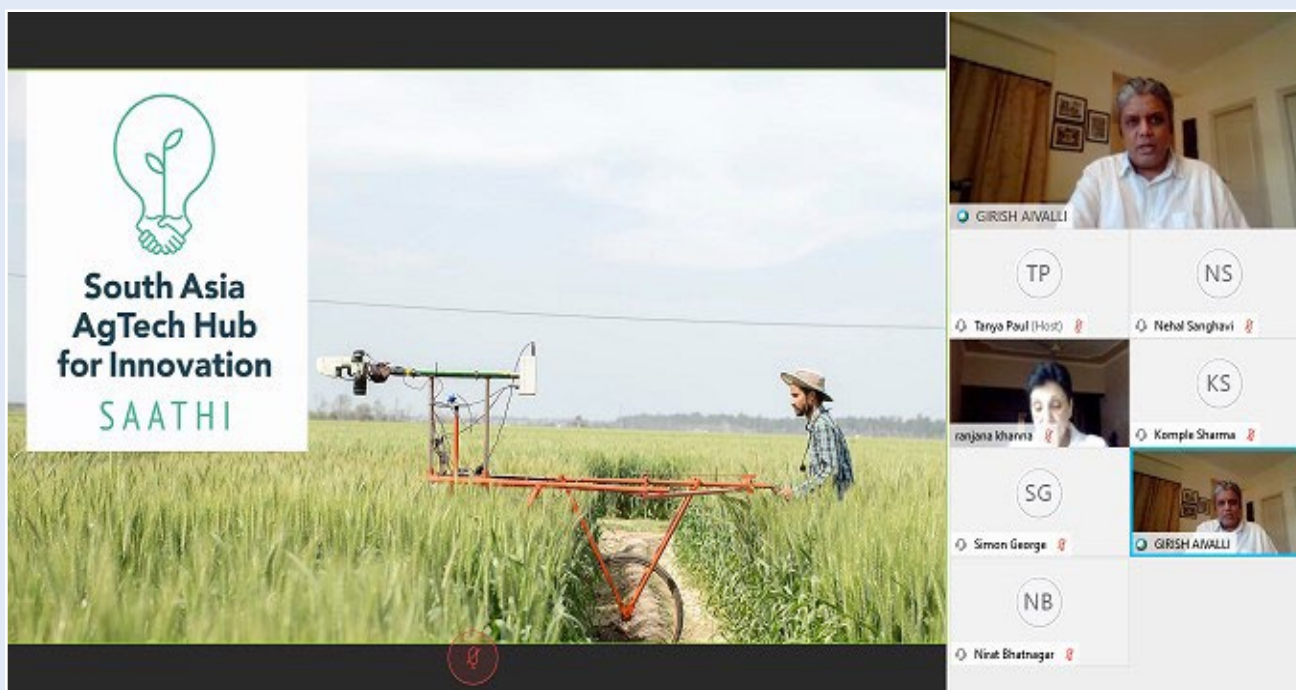 South Asia
AgTech Hub
for Innovation
SAATHI
GIRISH AIVALLI
TP
Tanya Paul (Host)
NS
Nehal Sanghavi
ranjana khanna
KS
Komple Sharma
SG
Simon George
GIRISH AIVALLI
NB
Nirat Bhatnagar